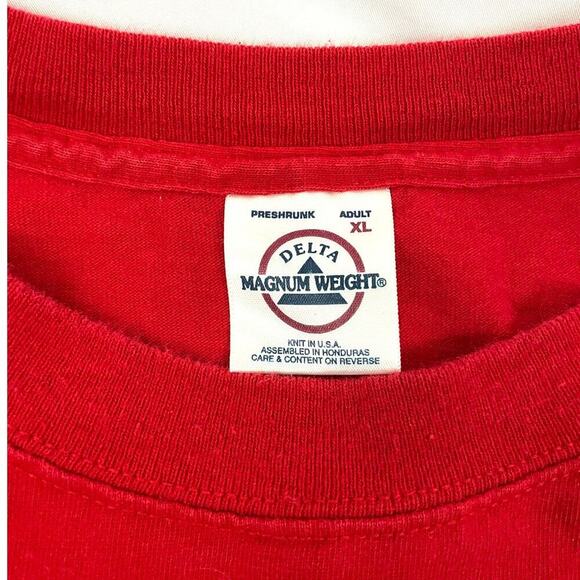 PRESHRUNK ADULT
XL
DELTA
MAGNUM WEIGHT®
KNIT IN U.S.A.
ASSEMBLED IN HONDURAS
CARE & CONTENT ON REVERSE